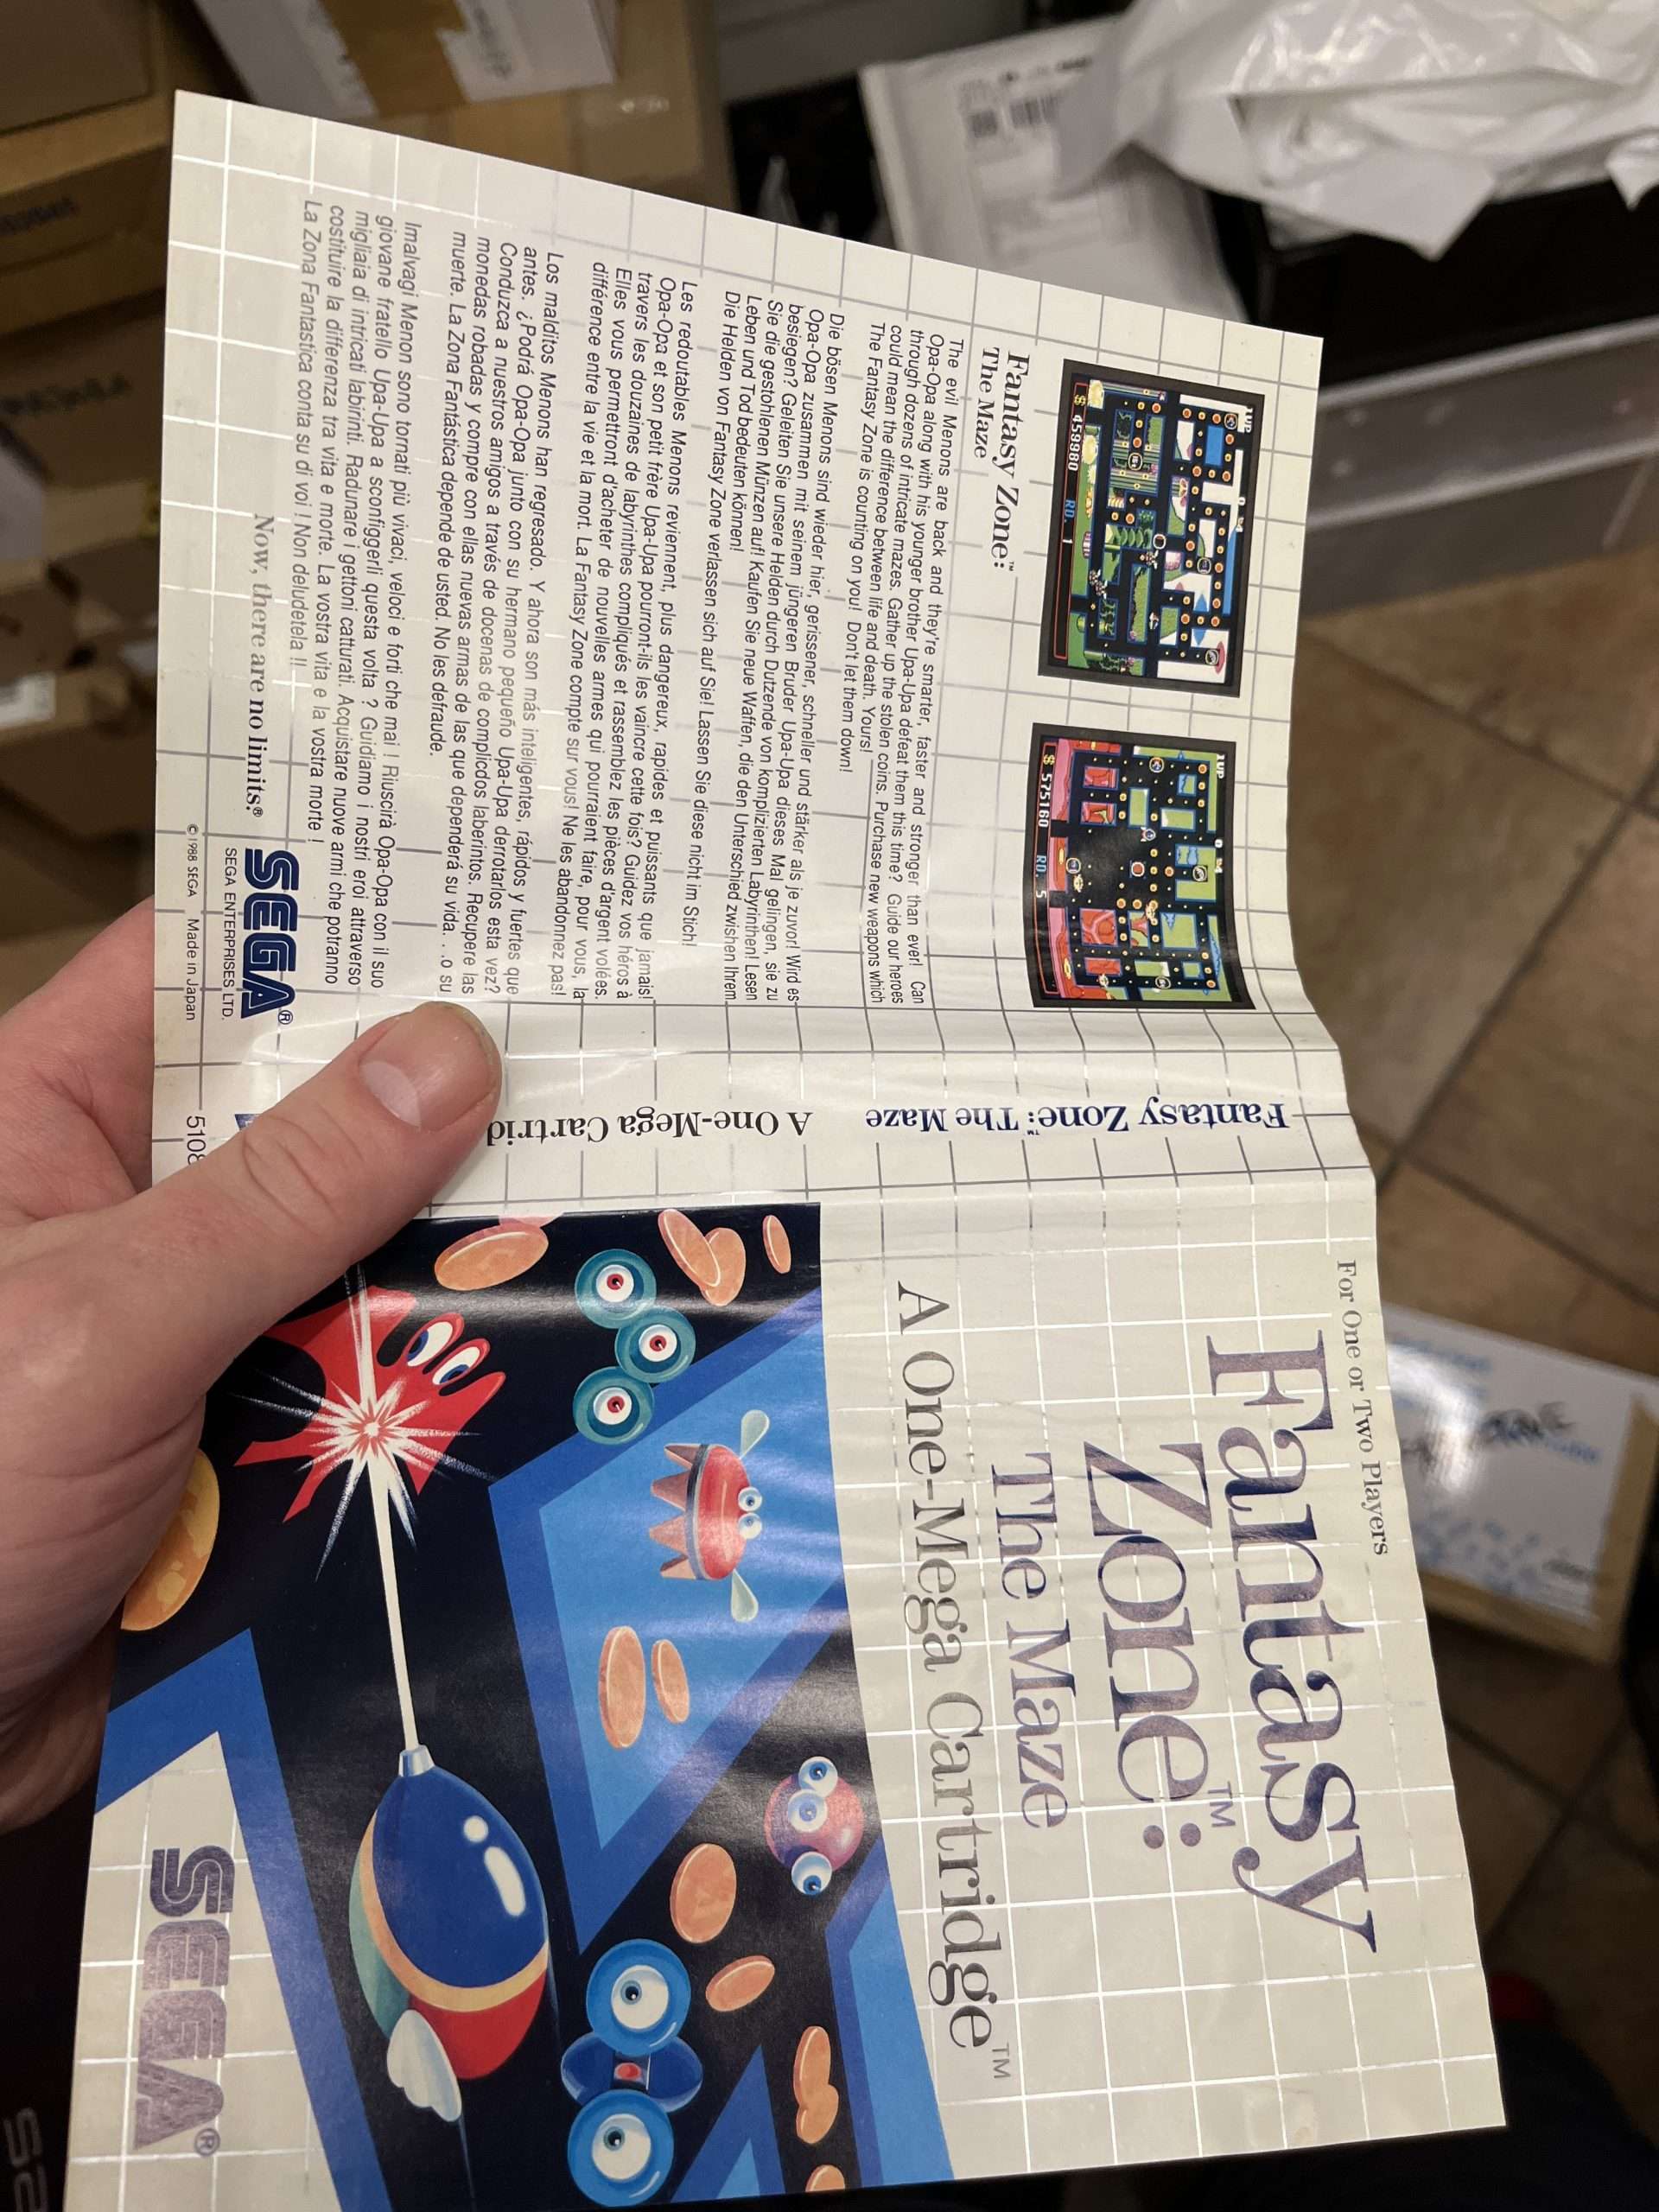 For One or Two Players
Fantasy
Zone:™
The Maze
A One-Mega Cartridge™
SEGA®
Fantasy Zone:™ The Maze
A One-Mega
1UP
$ 459980 RD. 1
1UP
$ 575160 RD. 5
Fantasy Zone:™
The Maze
The evil Menons are back and they're smarter, faster and stronger than ever! Can
Opa-Opa along with his younger brother Upa-Upa defeat them this time? Guide our heroes
through dozens of intricate mazes. Gather up the stolen coins. Purchase new weapons which
could mean the difference between life and death. Yours!
The Fantasy Zone is counting on you! Don't let them down!
Die bösen Menons sind wieder hier, gerissener, schneller und stärker als je zuvor! Wird es
Opa-Opa zusammen mit seinem jüngeren Bruder Upa-Upa dieses Mal gelingen, sie zu
besiegen? Geleiten Sie unsere Helden durch Dutzende von komplizierten Labyrinthen! Lesen
Sie die gestohlenen Münzen auf! Kaufen Sie neue Waffen, die den Unterschied zwishen Ihrem
Leben und Tod bedeuten können!
Die Helden von Fantasy Zone verlassen sich auf Sie! Lassen Sie diese nicht im Stich!
Les redoutables Menons reviennent, plus dangereux, rapides et puissants que jamais!
Opa-Opa et son petit frère Upa-Upa pourront-ils les vaincre cette fois? Guidez vos héros à
travers les douzaines de labyrinthes compliqués et rassemblez les pièces d'argent volées.
Elles vous permettront d'acheter de nouvelles armes qui pourraient faire, pour vous, la
différence entre la vie et la mort. La Fantasy Zone compte sur vous! Ne les abandonnez pas!
Los malditos Menons han regresado. Y ahora son más inteligentes, rápidos y fuertes que
antes. ¿Podrá Opa-Opa junto con su hermano pequeño Upa-Upa derrotarlos esta vez?
Conduzca a nuestros amigos a través de docenas de complicdos laberintos. Recupere las
monedas robadas y compre con ellas nuevas armas de las que dependerá su vida. . .o su
muerte. La Zona Fantástica depende de usted. No les defraude.
Imalvagi Menon sono tornati più vivaci, veloci e forti che mai ! Riuscirà Opa-Opa con il suo
giovane fratello Upa-Upa a sconfiggerli questa volta ? Guidiamo i nostri eroi attraverso
migliaia di intricati labirinti. Radunare i gettoni catturati. Acquistare nuove armi che potranno
costituire la differenza tra vita e morte. La vostra vita e la vostra morte !
La Zona Fantastica conta su di voi ! Non deludetela !!
Now, there are no limits.®
SEGA®
SEGA ENTERPRISES, LTD.
© 1988 SEGA Made in Japan